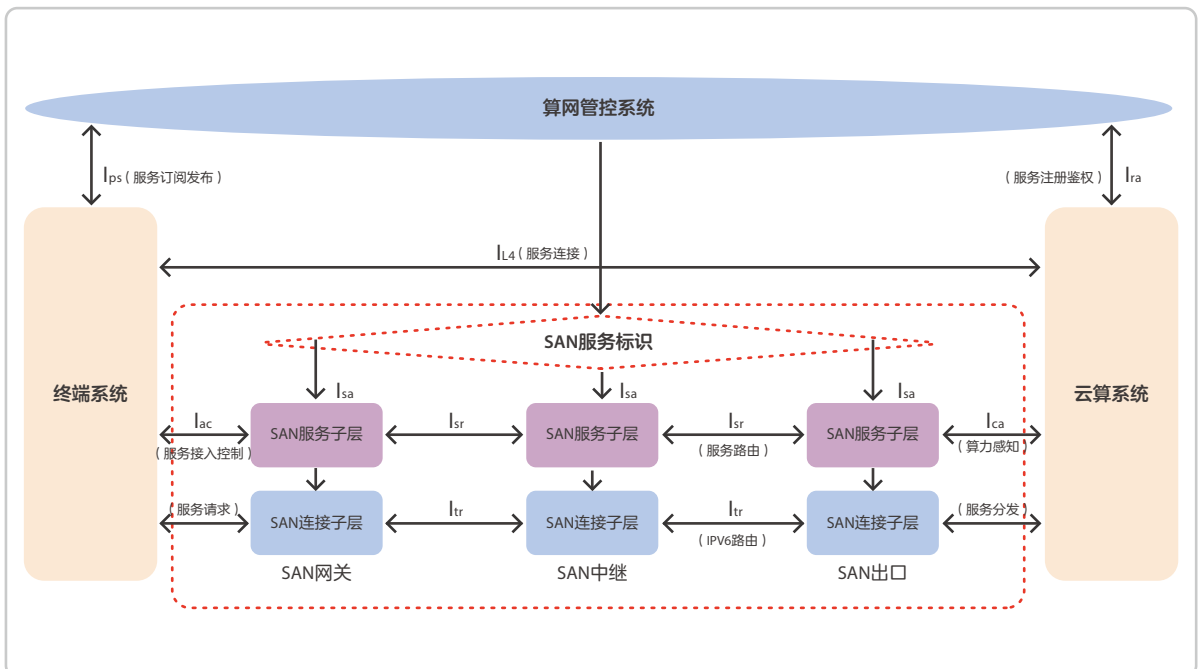 算网管控系统
Ips（服务订阅发布）
（服务注册鉴权） Ira
IL4（服务连接）
SAN服务标识
终端系统
云算系统
Isa
Isa
Isa
Iac
Isr
Isr
Ica
SAN服务子层
SAN服务子层
SAN服务子层
（服务接入控制）
（服务路由）
（算力感知）
（服务请求）
Itr
Itr
（服务分发）
SAN连接子层
SAN连接子层
SAN连接子层
（IPV6路由）
SAN网关
SAN中继
SAN出口